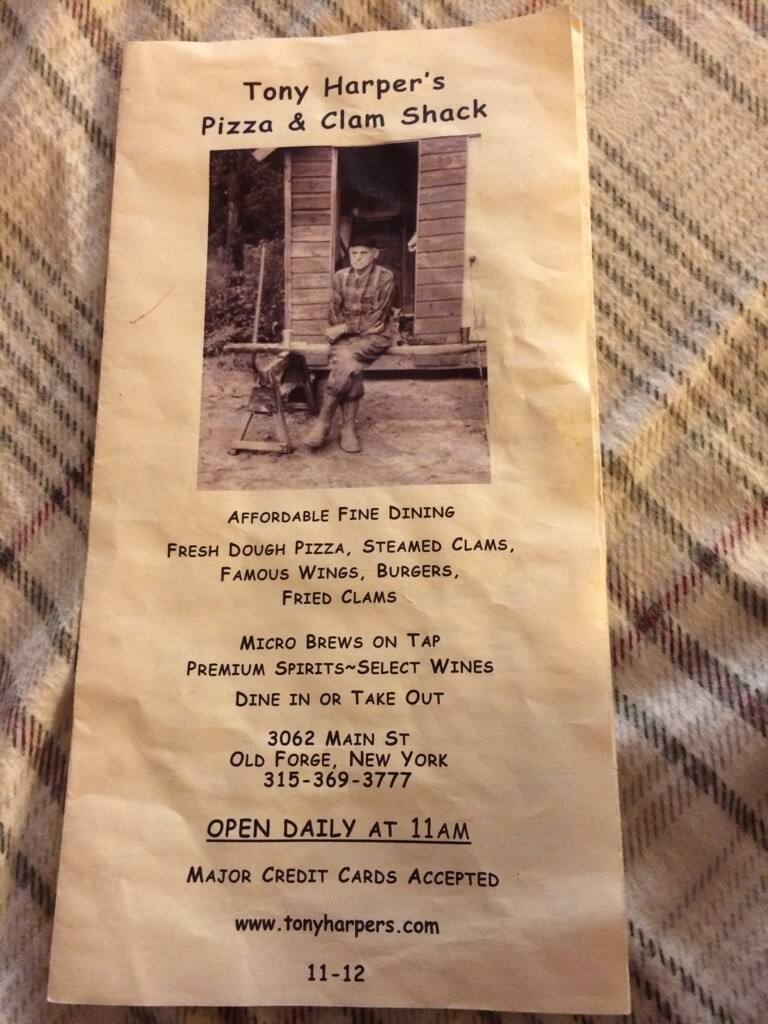 Tony Harper's
Pizza & Clam Shack
AFFORDABLE FINE DINING
FRESH DOUGH PIZZA, STEAMED CLAMS,
FAMOUS WINGS, BURGERS,
FRIED CLAMS
MICRO BREWS ON TAP
PREMIUM SPIRITS~SELECT WINES
DINE IN OR TAKE OUT
3062 MAIN ST
OLD FORGE, NEW YORK
315-369-3777
OPEN DAILY AT 11AM
MAJOR CREDIT CARDS ACCEPTED
www.tonyharpers.com
11-12